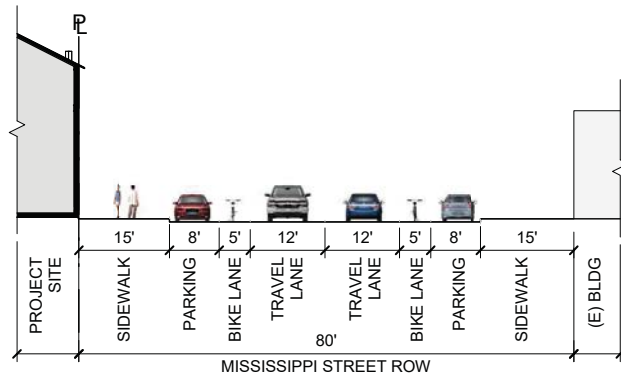 PL
15'
8'
5'
12'
12'
5'
8'
15'
PROJECT
SITE
SIDEWALK
PARKING
BIKE LANE
TRAVEL
LANE
TRAVEL
LANE
BIKE LANE
PARKING
SIDEWALK
(E) BLDG
80'
MISSISSIPPI STREET ROW